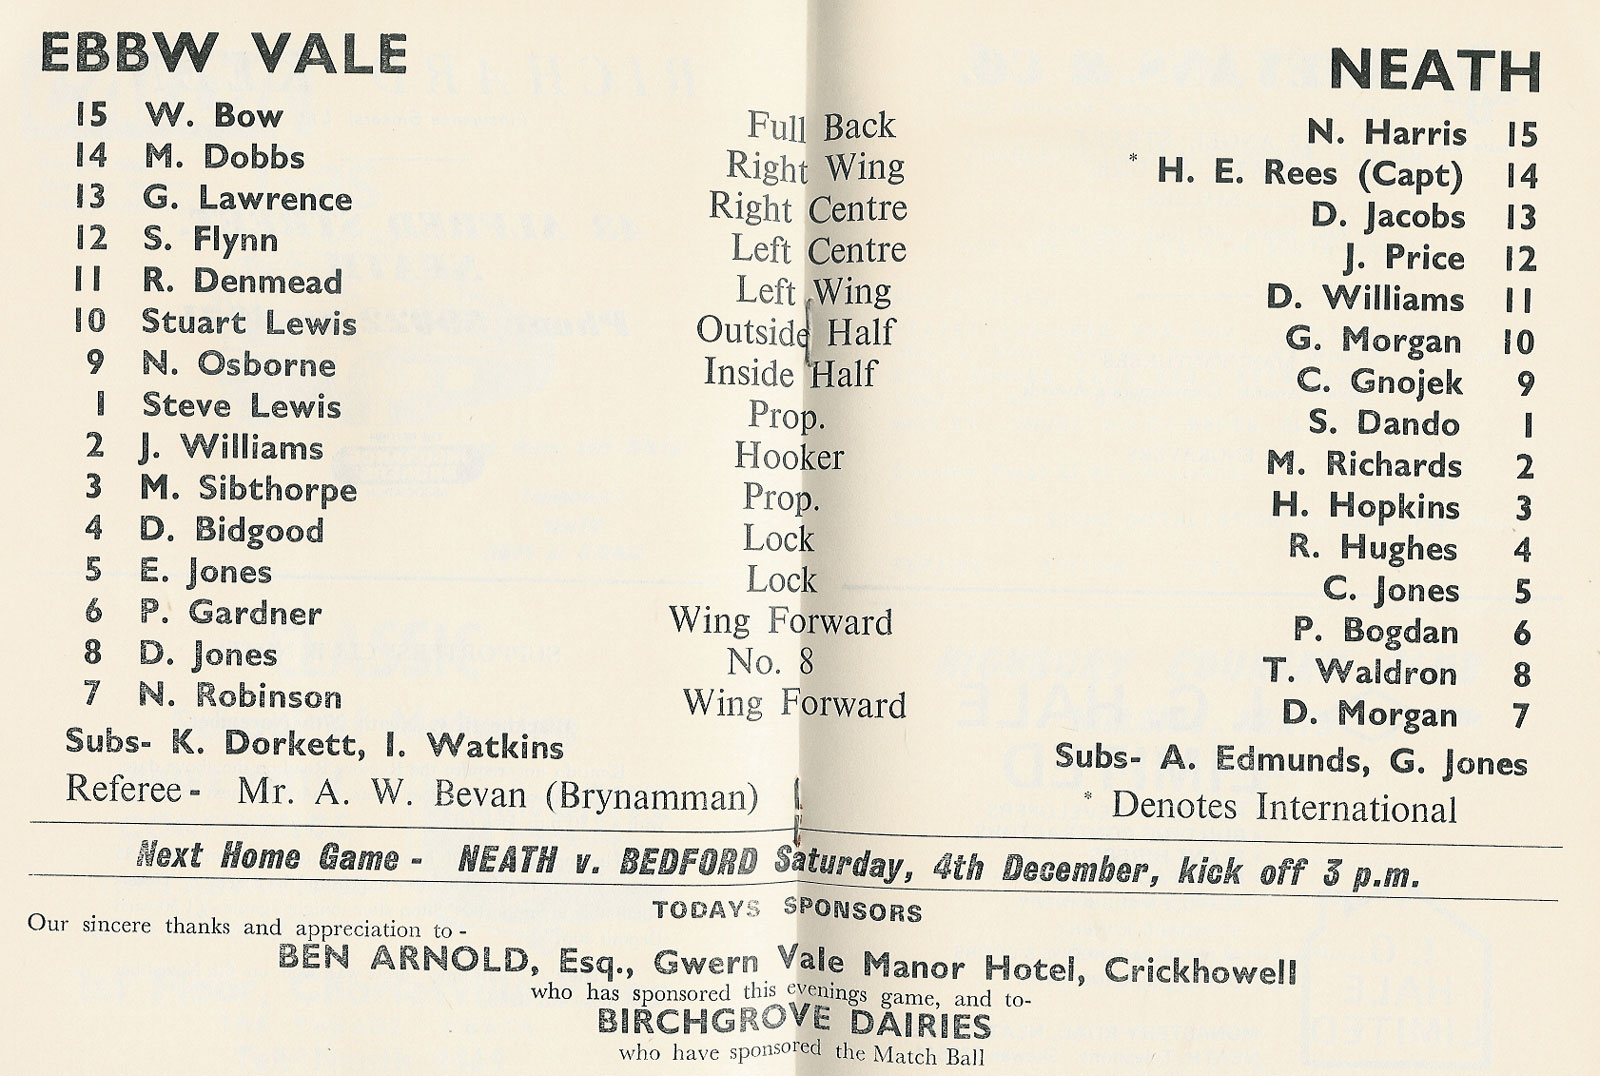 EBBW VALE NEATH
15 W. Bow Full Back N. Harris 15
14 M. Dobbs Right Wing * H. E. Rees (Capt) 14
13 G. Lawrence Right Centre D. Jacobs 13
12 S. Flynn Left Centre J. Price 12
11 R. Denmead Left Wing D. Williams 11
10 Stuart Lewis Outside Half G. Morgan 10
9 N. Osborne Inside Half C. Gnojek 9
1 Steve Lewis Prop. S. Dando 1
2 J. Williams Hooker M. Richards 2
3 M. Sibthorpe Prop. H. Hopkins 3
4 D. Bidgood Lock R. Hughes 4
5 E. Jones Lock C. Jones 5
6 P. Gardner Wing Forward P. Bogdan 6
8 D. Jones No. 8 T. Waldron 8
7 N. Robinson Wing Forward D. Morgan 7
Subs- K. Dorkett, I. Watkins Subs- A. Edmunds, G. Jones
Referee - Mr. A. W. Bevan (Brynamman) * Denotes International
Next Home Game - NEATH v. BEDFORD Saturday, 4th December, kick off 3 p.m.
TODAYS SPONSORS
Our sincere thanks and appreciation to -
BEN ARNOLD, Esq., Gwern Vale Manor Hotel, Crickhowell
who has sponsored this evenings game, and to-
BIRCHGROVE DAIRIES
who have sponsored the Match Ball